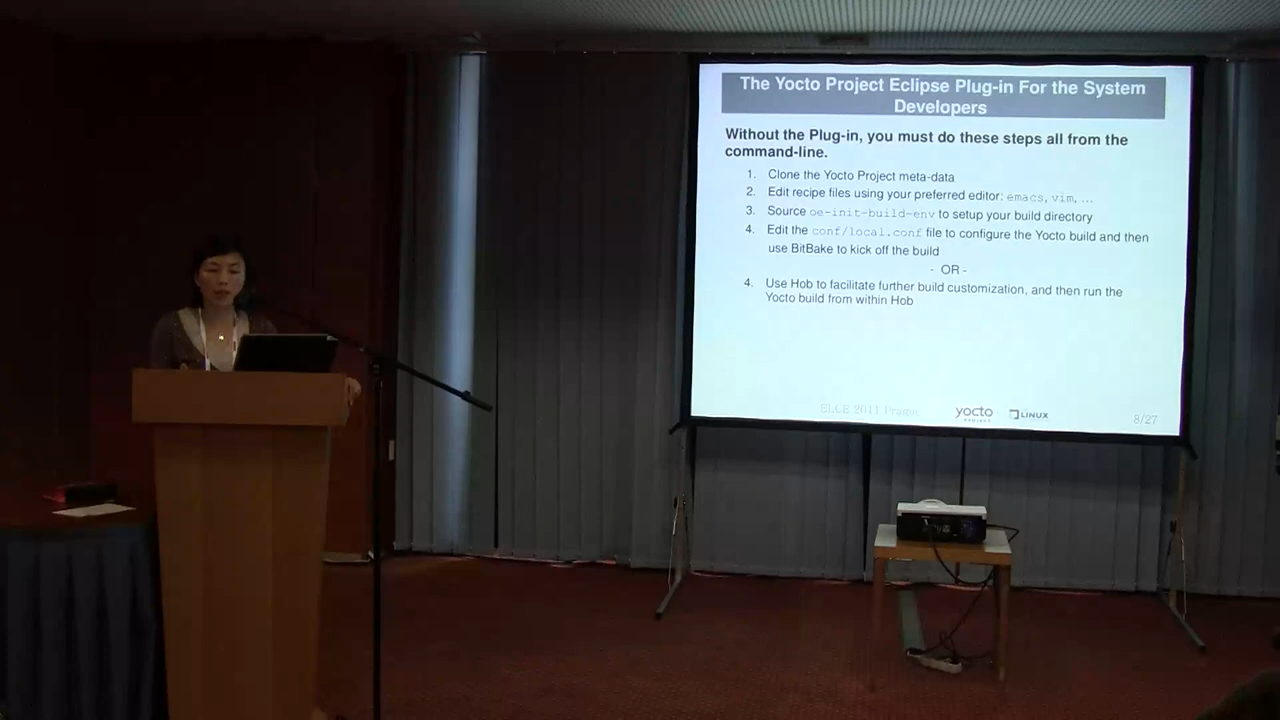 The Yocto Project Eclipse Plug-in For the System
Developers
Without the Plug-in, you must do these steps all from the
command-line.
1. Clone the Yocto Project meta-data
2. Edit recipe files using your preferred editor: emacs, vim, ...
3. Source oe-init-build-env to setup your build directory
4. Edit the conf/local.conf file to configure the Yocto build and then
use BitBake to kick off the build
- OR -
4. Use Hob to facilitate further build customization, and then run the
Yocto build from within Hob
ELCE 2011 Prague
yocto
PROJECT
LINUX
8/27